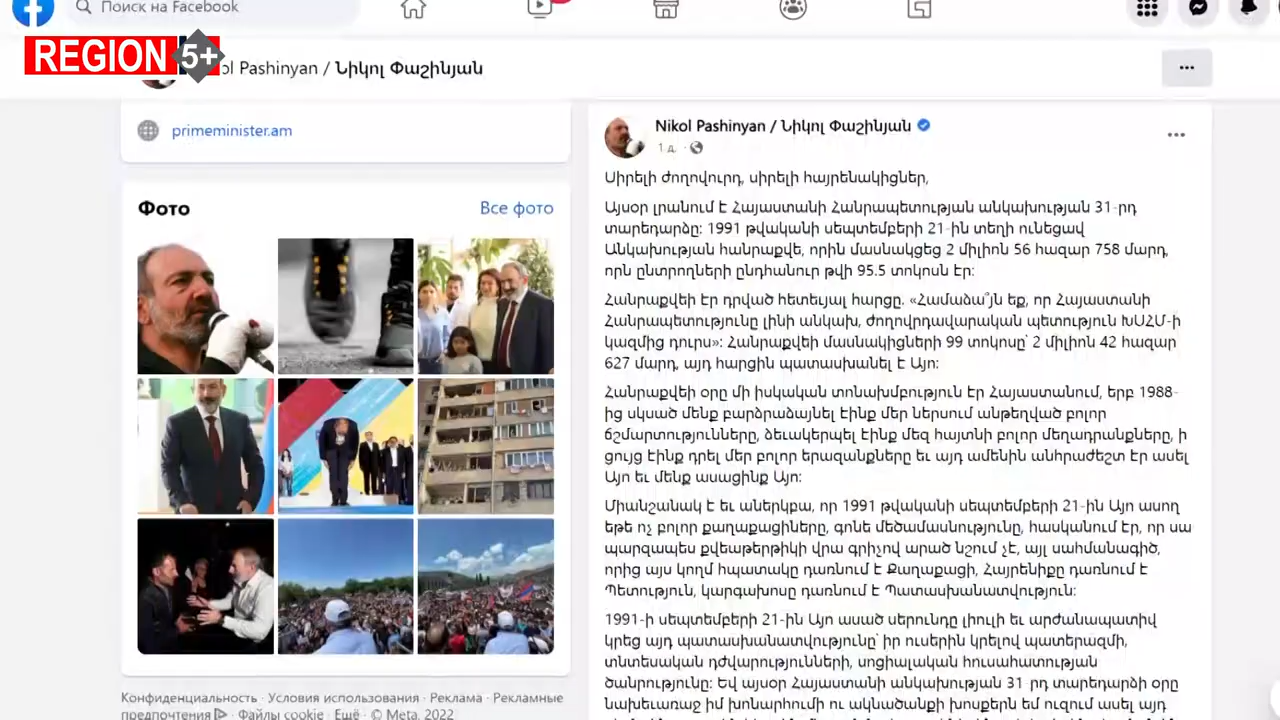 Поиск на Facebook
REGION 5+
ol Pashinyan / Նիկոլ Փաշինյան
primeminister.am
Фото
Все фото
Конфиденциальность · Условия использования · Реклама · Рекламные
предпочтения · Файлы cookie · Ещё · © Meta, 2022
Nikol Pashinyan / Նիկոլ Փաշինյան
1 д. ·
Սիրելի ժողովուրդ, սիրելի հայրենակիցներ,
Այսօր լրանում է Հայաստանի Հանրապետության անկախության 31-րդ
տարեդարձը։ 1991 թվականի սեպտեմբերի 21-ին տեղի ունեցավ
Անկախության հանրաքվե, որին մասնակցեց 2 միլիոն 56 հազար 758 մարդ,
որն ընտրողների ընդհանուր թվի 95.5 տոկոսն էր։
Հանրաքվեի էր դրված հետեւյալ հարցը. «Համաձա՞յն եք, որ Հայաստանի
Հանրապետությունը լինի անկախ, ժողովրդավարական պետություն ԽՍՀՄ-ի
կազմից դուրս»։ Հանրաքվեի մասնակիցների 99 տոկոսը՝ 2 միլիոն 42 հազար
627 մարդ, այդ հարցին պատասխանել է Այո։
Հանրաքվեի օրը մի իսկական տոնախմբություն էր Հայաստանում, երբ 1988-
ից սկսած մենք բարձրաձայնել էինք մեր ներսում անթեղված բոլոր
ճշմարտությունները, ձեւակերպել էինք մեզ հայտնի բոլոր մեղադրանքները, ի
ցույց էինք դրել մեր բոլոր երազանքները եւ այդ ամենին անհրաժեշտ էր ասել
Այո եւ մենք ասացինք Այո։
Միանշանակ է եւ աներկբա, որ 1991 թվականի սեպտեմբերի 21-ին Այո ասող
եթե ոչ բոլոր քաղաքացիները, գոնե մեծամասնությունը, հասկանում էր, որ սա
պարզապես քվեաթերթիկի վրա գրիչով արած նշում չէ, այլ սահմանագիծ,
որից այս կողմ հպատակը դառնում է Քաղաքացի, Հայրենիքը դառնում է
Պետություն, կարգախոսը դառնում է Պատասխանատվություն։
1991-ի սեպտեմբերի 21-ին Այո ասած սերունդը լիուլի եւ արժանապատիվ
կրեց այդ պատասխանատվությունը՝ իր ուսերին կրելով պատերազմի,
տնտեսական դժվարությունների, սոցիալական հուսահատության
ծանրությունը։ Եվ այսօր Հայաստանի անկախության 31-րդ տարեդարձի օրը
նախեւառաջ իմ խոնարհումի ու ակնածանքի խոսքերն եմ ուզում ասել այդ